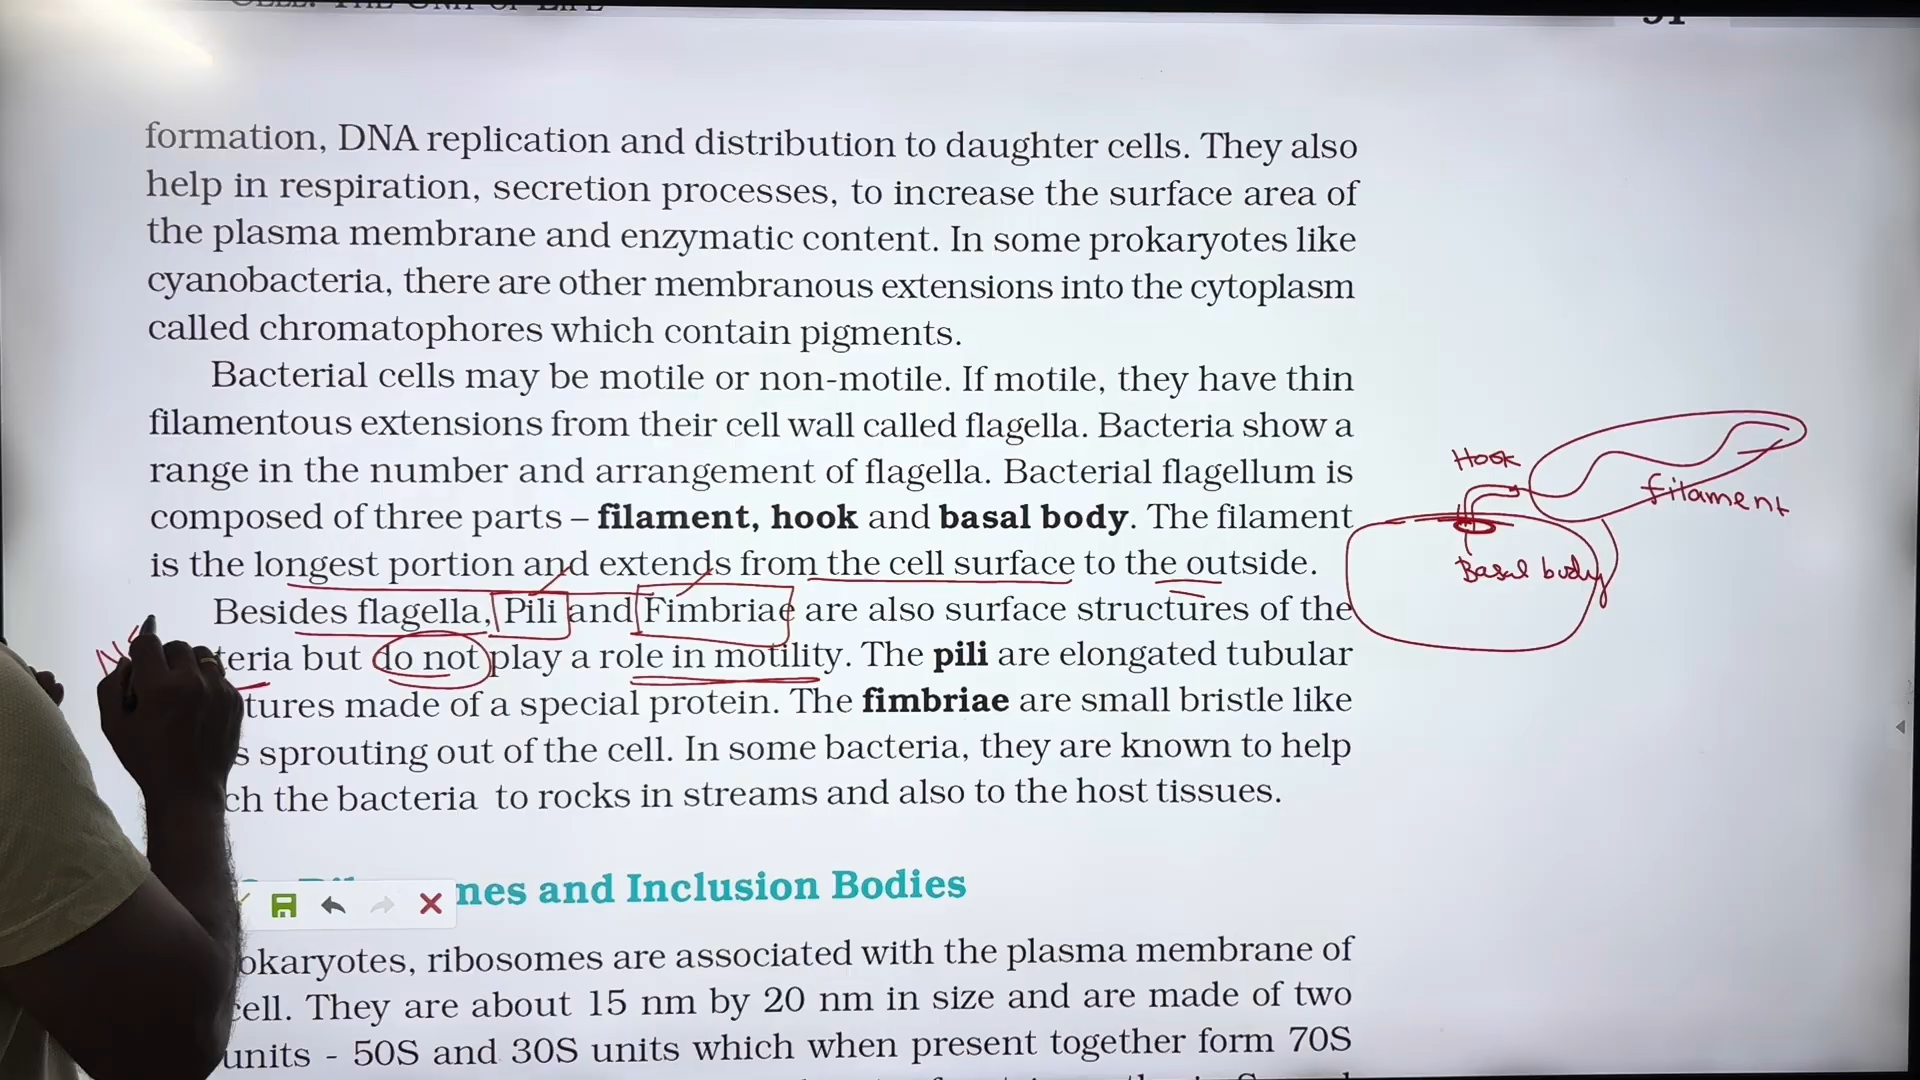 CELL: THE UNIT OF LIFE
formation, DNA replication and distribution to daughter cells. They also
help in respiration, secretion processes, to increase the surface area of
the plasma membrane and enzymatic content. In some prokaryotes like
cyanobacteria, there are other membranous extensions into the cytoplasm
called chromatophores which contain pigments.
Bacterial cells may be motile or non-motile. If motile, they have thin
filamentous extensions from their cell wall called flagella. Bacteria show a
range in the number and arrangement of flagella. Bacterial flagellum is
composed of three parts – filament, hook and basal body. The filament
is the longest portion and extends from the cell surface to the outside.
Besides flagella, Pili and Fimbriae are also surface structures of the
teria but do not play a role in motility. The pili are elongated tubular
tures made of a special protein. The fimbriae are small bristle like
s sprouting out of the cell. In some bacteria, they are known to help
ch the bacteria to rocks in streams and also to the host tissues.
Hook
filament
Basal body
mes and Inclusion Bodies
okaryotes, ribosomes are associated with the plasma membrane of
cell. They are about 15 nm by 20 nm in size and are made of two
units - 50S and 30S units which when present together form 70S